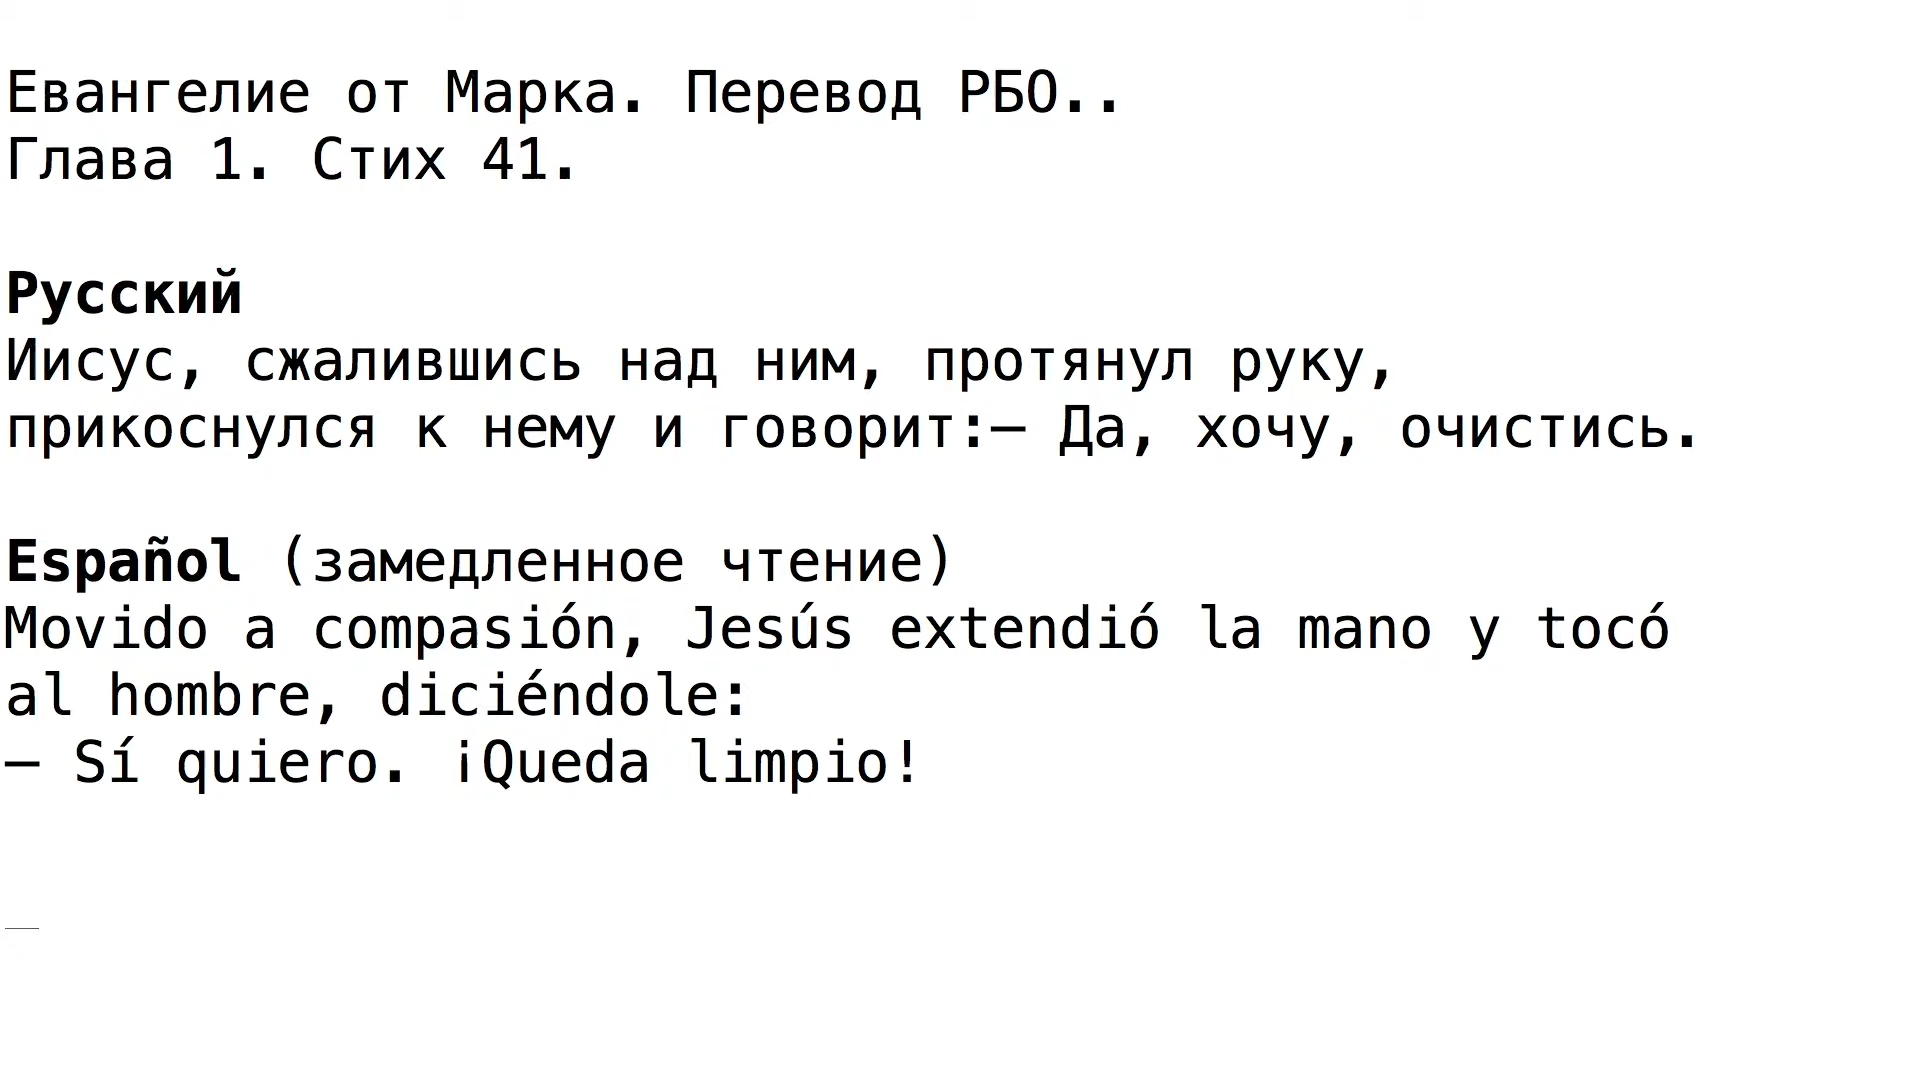 Евангелие от Марка. Перевод РБО..
Глава 1. Стих 41.
Русский
Иисус, сжалившись над ним, протянул руку,
прикоснулся к нему и говорит:— Да, хочу, очистись.
Español (замедленное чтение)
Movido a compasión, Jesús extendió la mano y tocó
al hombre, diciéndole:
— Sí quiero. ¡Queda limpio!